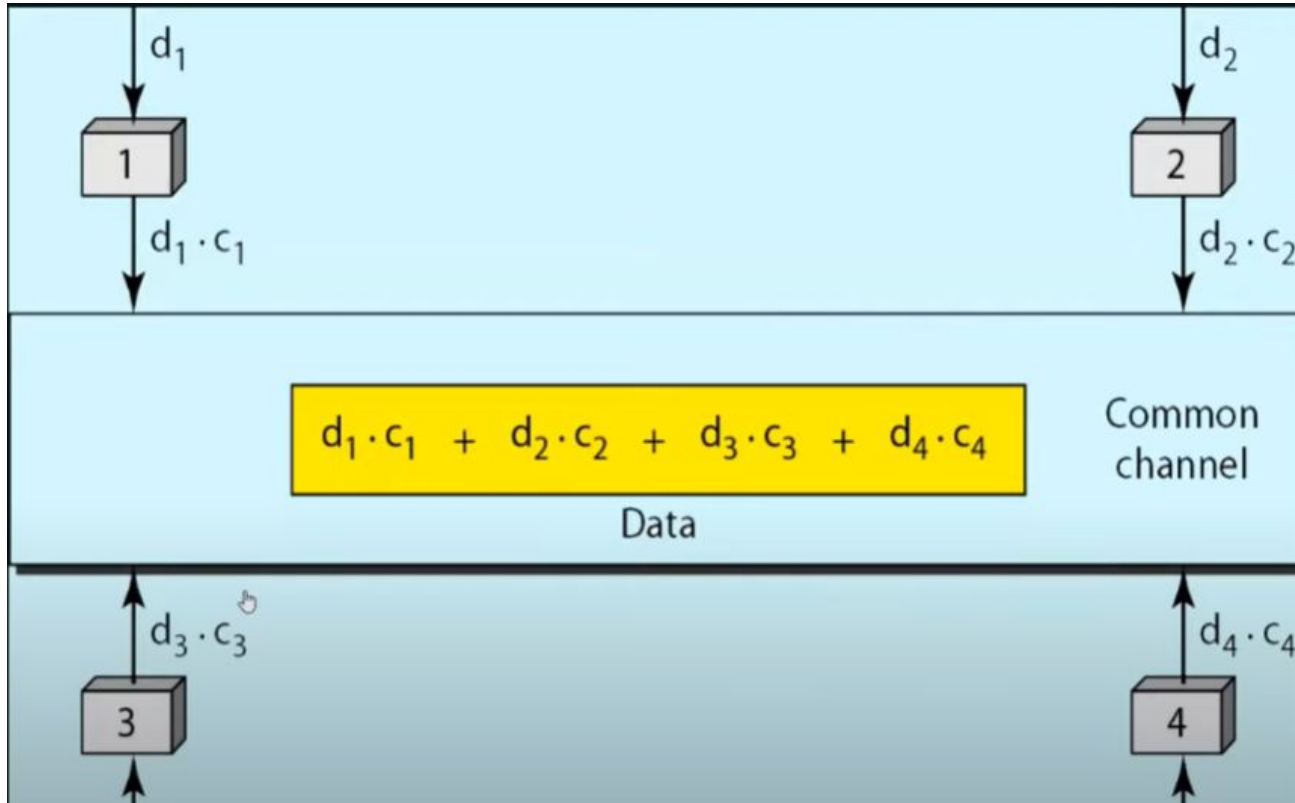 d₁ d₂
1 2
d₁ · c₁ d₂ · c₂
d₁ · c₁ + d₂ · c₂ + d₃ · c₃ + d₄ · c₄
Common
channel
Data
d₃ · c₃ d₄ · c₄
3 4